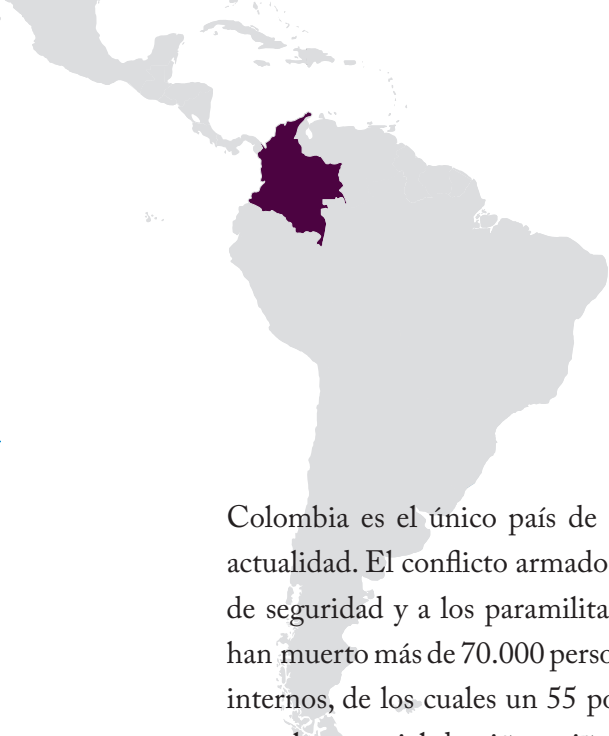 Colombia es el único país de
actualidad. El conflicto armado
de seguridad y a los paramilita
han muerto más de 70.000 perso
internos, de los cuales un 55 po